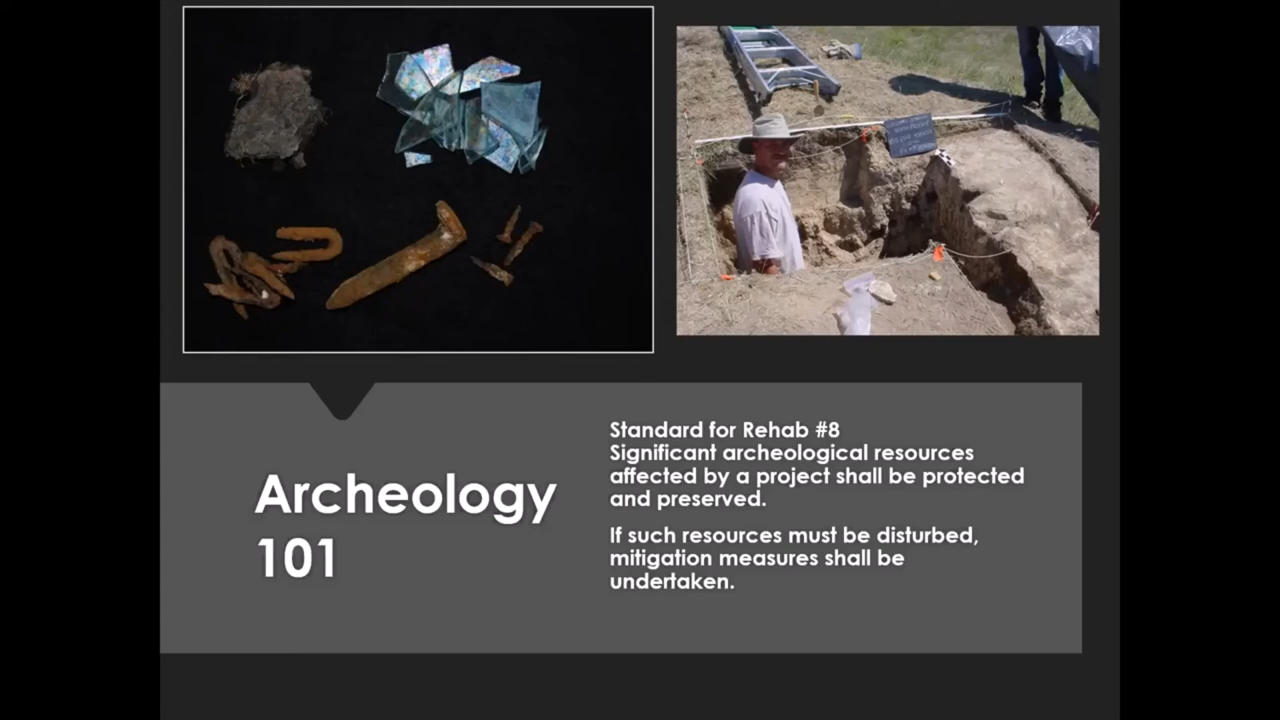 Archeology
101
Standard for Rehab #8
Significant archeological resources
affected by a project shall be protected
and preserved.
If such resources must be disturbed,
mitigation measures shall be
undertaken.